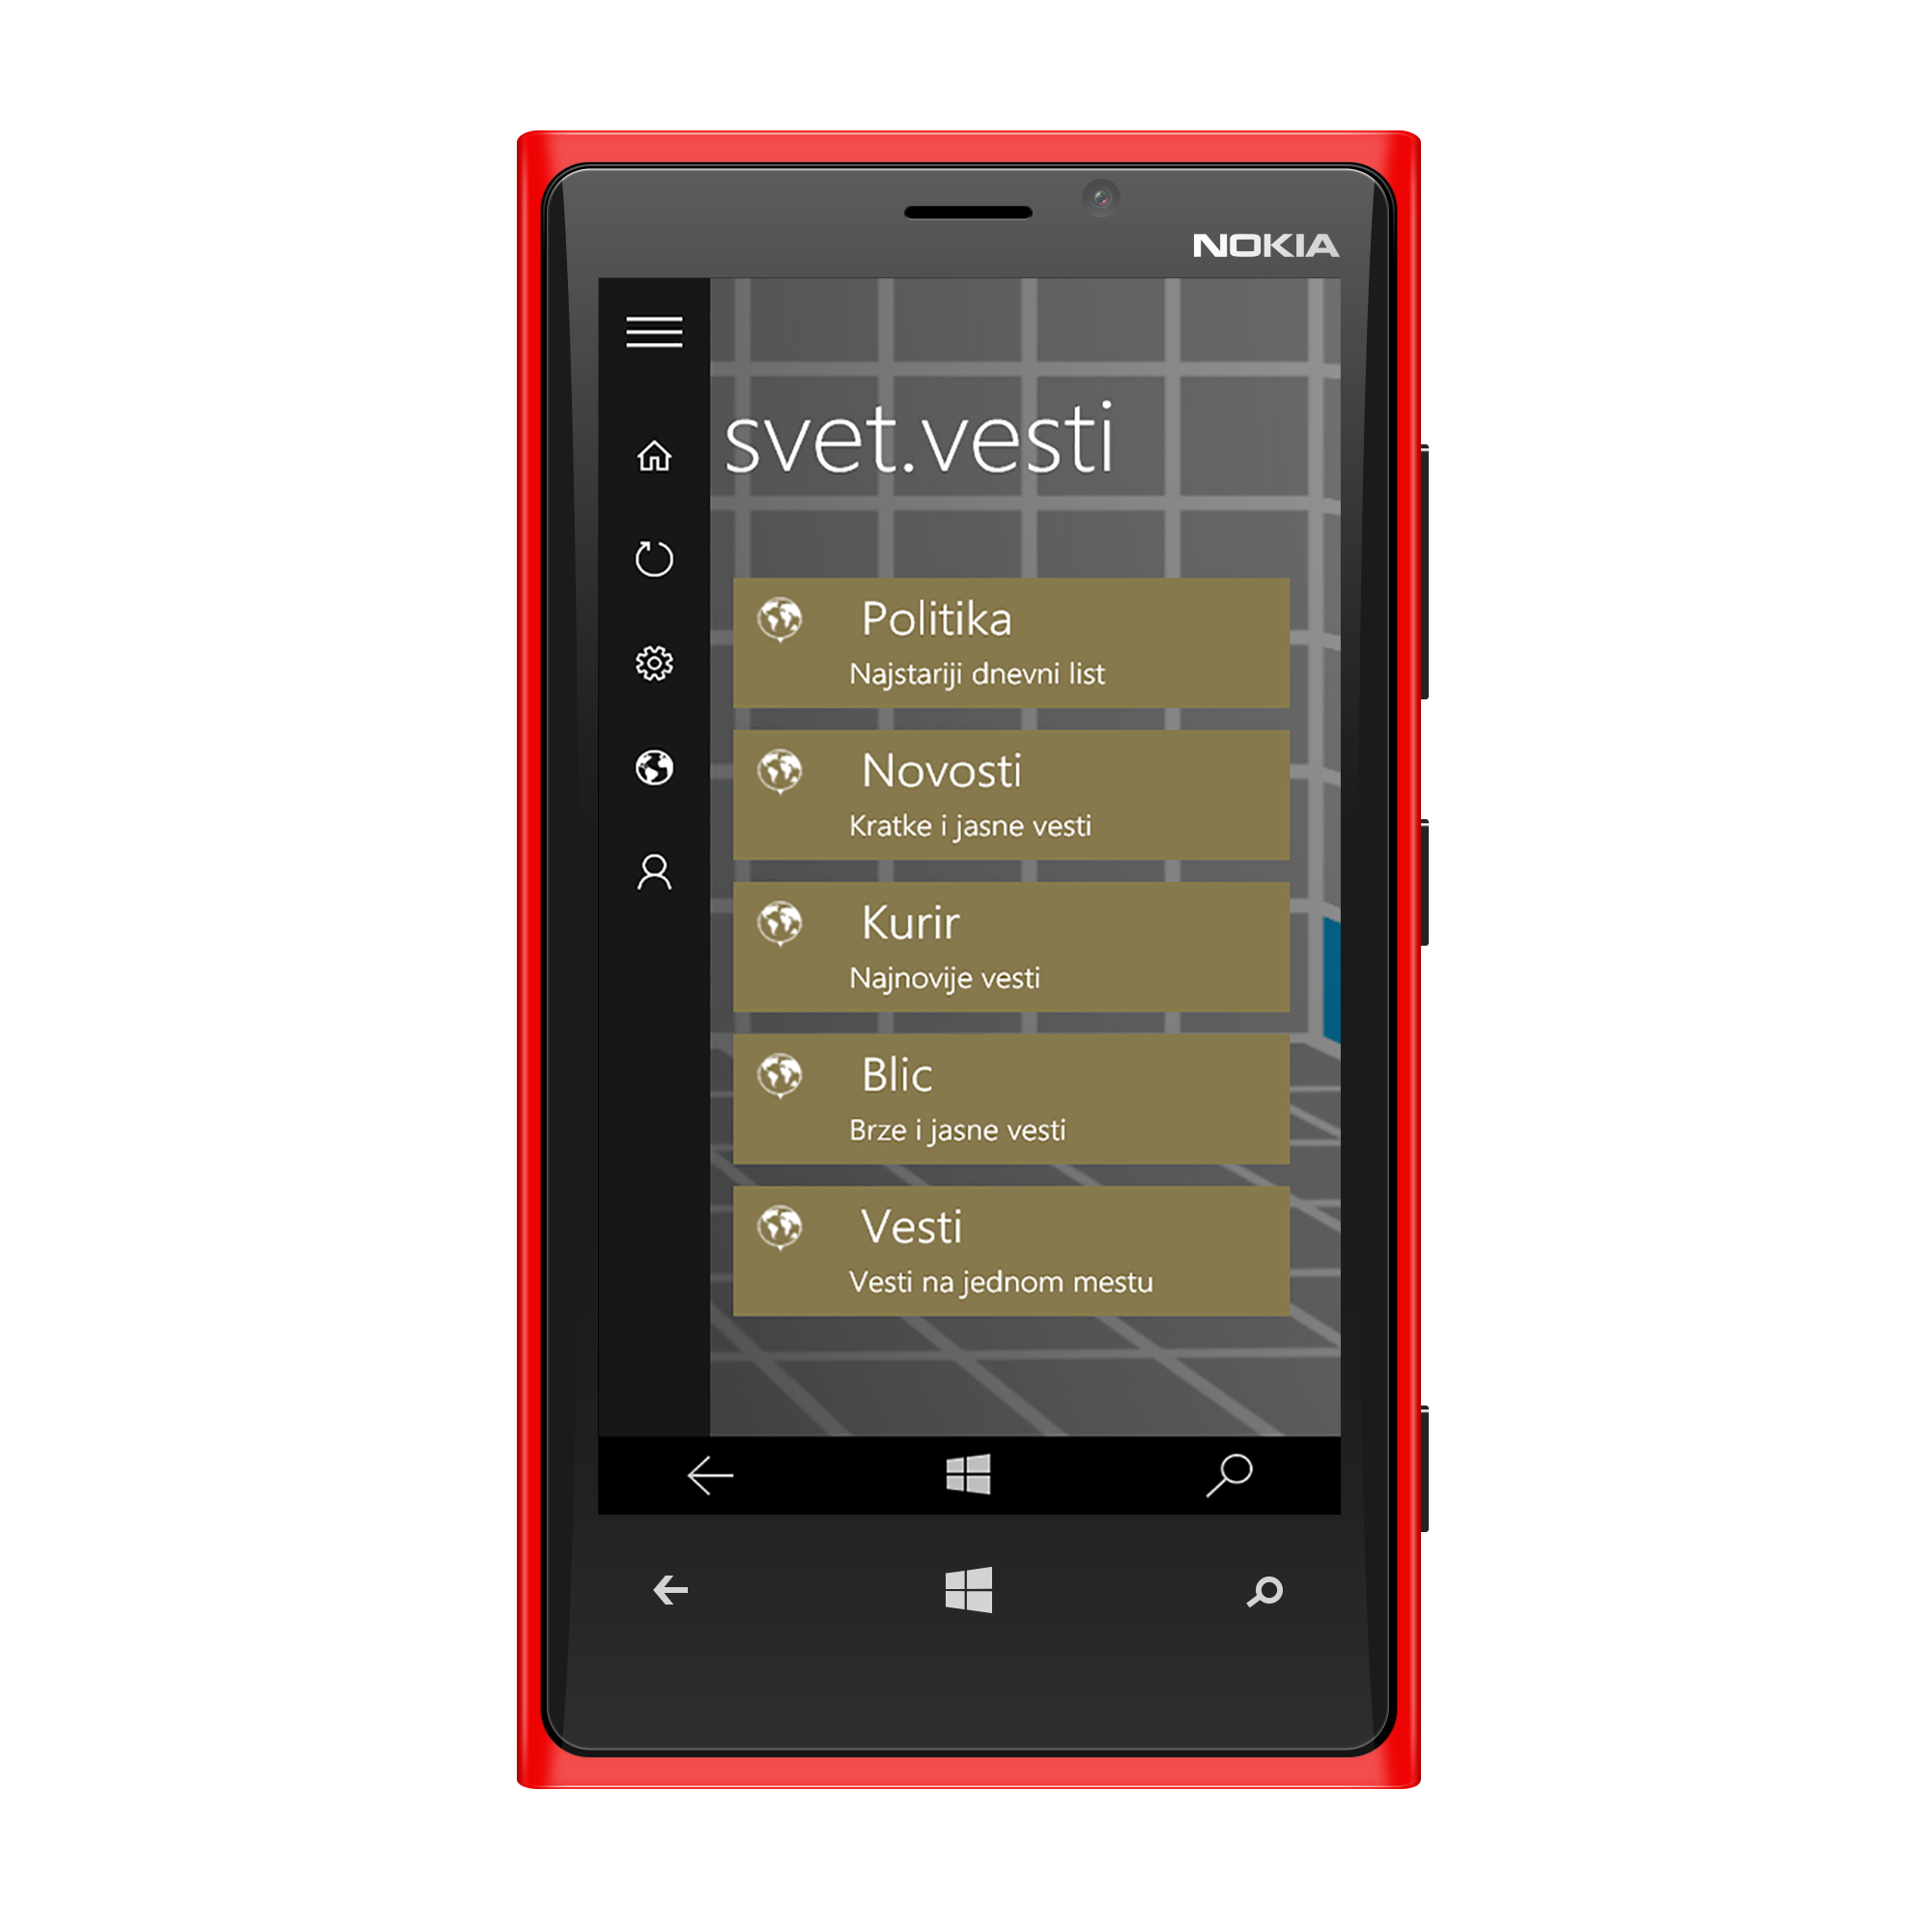 NOKIA
svet.vesti
Politika
Najstariji dnevni list
Novosti
Kratke i jasne vesti
Kurir
Najnovije vesti
Blic
Brze i jasne vesti
Vesti
Vesti na jednom mestu